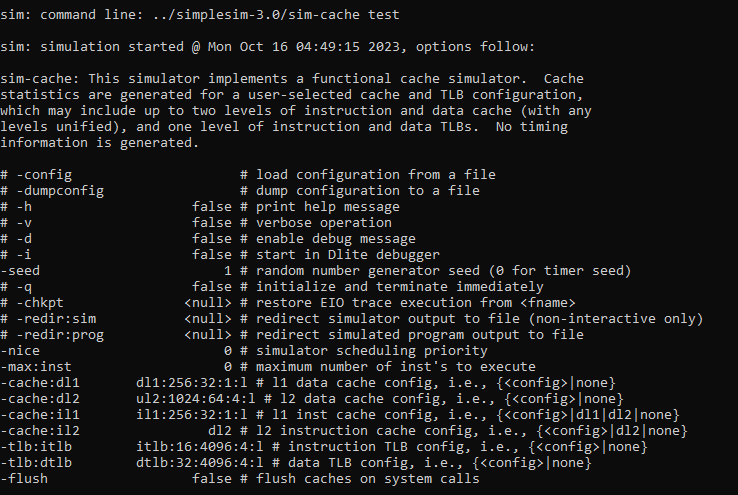 sim: command line: ../simplesim-3.0/sim-cache test
sim: simulation started @ Mon Oct 16 04:49:15 2023, options follow:
sim-cache: This simulator implements a functional cache simulator.  Cache
statistics are generated for a user-selected cache and TLB configuration,
which may include up to two levels of instruction and data cache (with any
levels unified), and one level of instruction and data TLBs.  No timing
information is generated.
# -config                     # load configuration from a file
# -dumpconfig                 # dump configuration to a file
# -h                    false # print help message
# -v                    false # verbose operation
# -d                    false # enable debug message
# -i                    false # start in Dlite debugger
-seed                       1 # random number generator seed (0 for timer seed)
# -q                    false # initialize and terminate immediately
# -chkpt               <null> # restore EIO trace execution from <fname>
# -redir:sim           <null> # redirect simulator output to file (non-interactive only)
# -redir:prog          <null> # redirect simulated program output to file
-nice                       0 # simulator scheduling priority
-max:inst                   0 # maximum number of inst's to execute
-cache:dl1       dl1:256:32:1:l # l1 data cache config, i.e., {<config>|none}
-cache:dl2       ul2:1024:64:4:l # l2 data cache config, i.e., {<config>|none}
-cache:il1       il1:256:32:1:l # l1 inst cache config, i.e., {<config>|dl1|dl2|none}
-cache:il2                dl2 # l2 instruction cache config, i.e., {<config>|dl2|none}
-tlb:itlb        itlb:16:4096:4:l # instruction TLB config, i.e., {<config>|none}
-tlb:dtlb        dtlb:32:4096:4:l # data TLB config, i.e., {<config>|none}
-flush                  false # flush caches on system calls